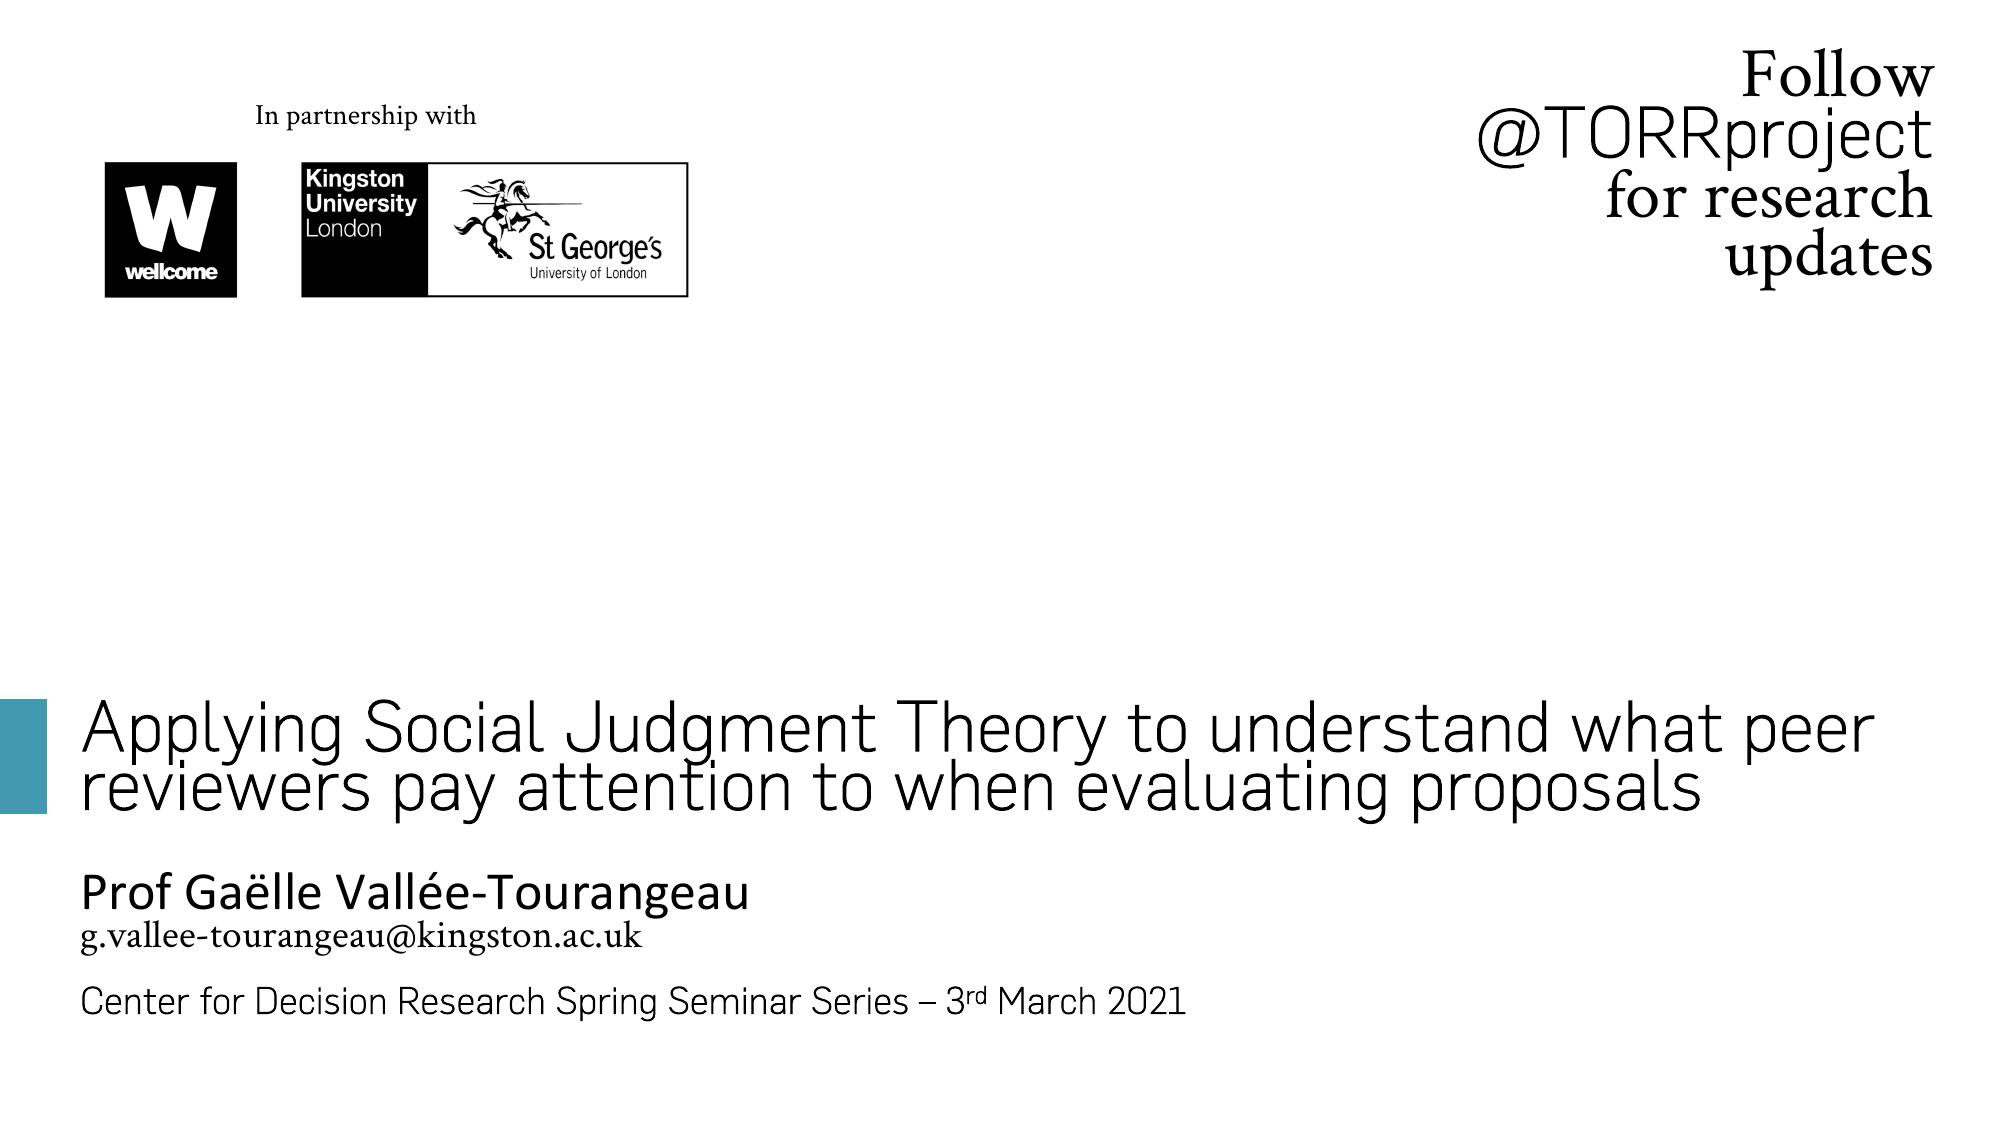 In partnership with
W
wellcome
Kingston
University
London
St George's
University of London
Follow
@TORRproject
for research
updates
Applying Social Judgment Theory to understand what peer
reviewers pay attention to when evaluating proposals
Prof Gaëlle Vallée-Tourangeau
g.vallee-tourangeau@kingston.ac.uk
Center for Decision Research Spring Seminar Series – 3rd March 2021